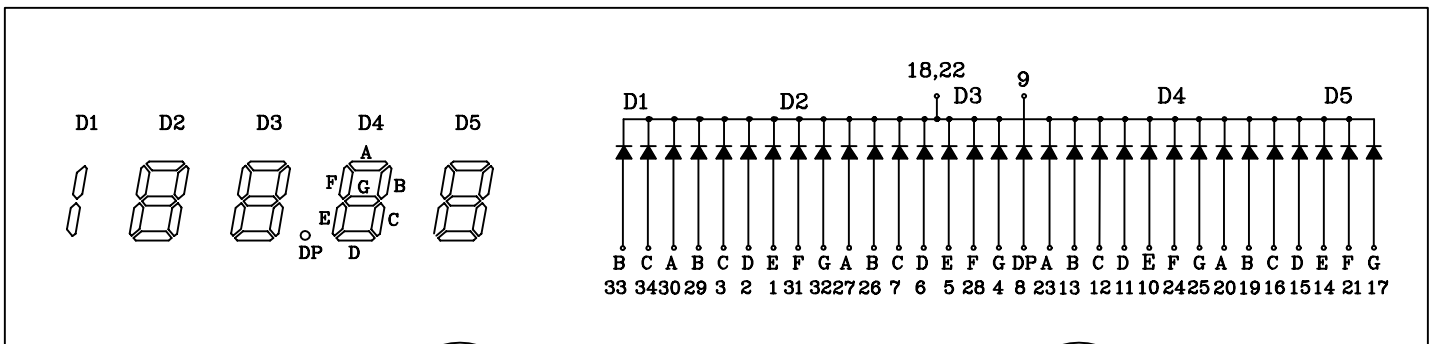 D1 D2 D3 D4 D5
A
F G B
E C
DP D
18,22 9
D1 D2 D3 D4 D5
B C A B C D E F G A B C D E F G DP A B C D E F G A B C D E F G
33 34 30 29 3 2 1 31 32 27 26 7 6 5 28 4 8 23 13 12 11 10 24 25 20 19 16 15 14 21 17